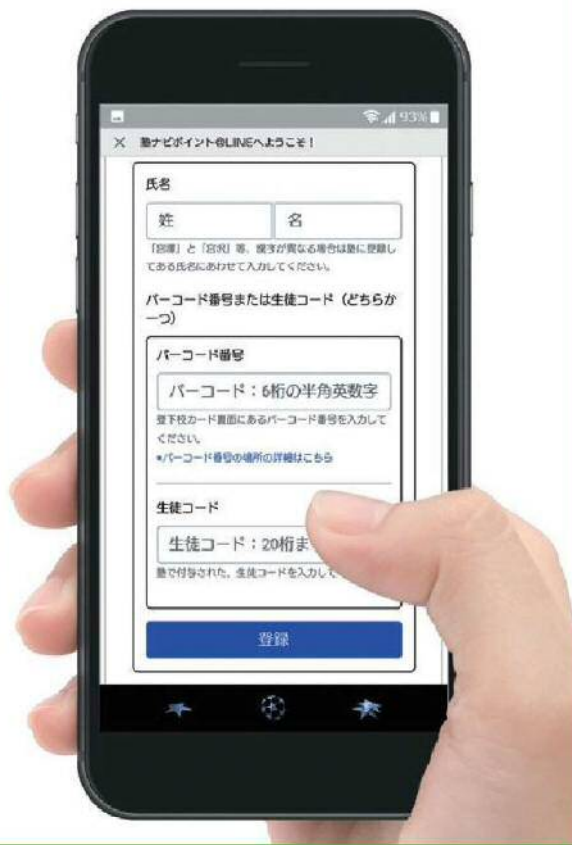 93%
× 塾ナビポイント@LINEへようこそ!
氏名
姓 名
「宮澤」と「宮沢」等、漢字が異なる場合は塾に登録し
てある氏名にあわせて入力してください。
バーコード番号または生徒コード(どちらか
一つ)
バーコード番号
バーコード:6桁の半角英数字
登下校カード裏面にあるバーコード番号を入力して
ください。
*バーコード番号の場所の詳細はこちら
生徒コード
生徒コード:20桁ま
塾で付与された、生徒コードを入力して
登録